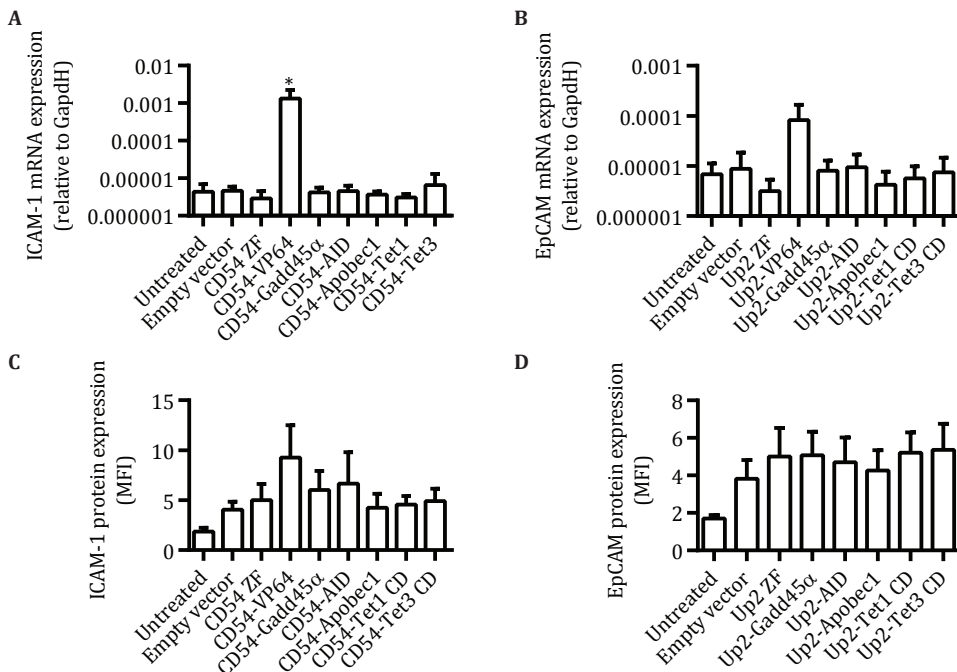 A
ICAM-1 mRNA expression
(relative to GapdH)
0.01
0.001
0.0001
0.00001
0.000001
*
Untreated
Empty vector
CD54 ZF
CD54-VP64
CD54-Gadd45α
CD54-AID
CD54-Apobec1
CD54-Tet1
CD54-Tet3
B
EpCAM mRNA expression
(relative to GapdH)
0.001
0.0001
0.00001
0.000001
Untreated
Empty vector
Up2 ZF
Up2-VP64
Up2-Gadd45α
Up2-AID
Up2-Apobec1
Up2-Tet1 CD
Up2-Tet3 CD
C
ICAM-1 protein expression
(MFI)
15
10
5
0
Untreated
Empty vector
CD54 ZF
CD54-VP64
CD54-Gadd45α
CD54-AID
CD54-Apobec1
CD54-Tet1 CD
CD54-Tet3 CD
D
EpCAM protein expression
(MFI)
8
6
4
2
0
Untreated
Empty vector
Up2 ZF
Up2-Gadd45α
Up2-AID
Up2-Apobec1
Up2-Tet1 CD
Up2-Tet3 CD